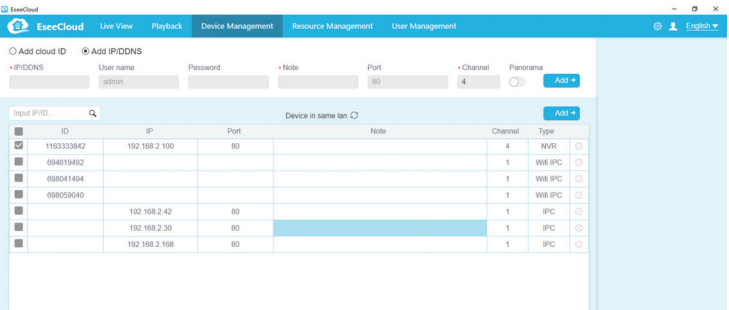 EseeCloud
EseeCloud Live View Playback Device Management Resource Management User Management English
Add cloud ID Add IP/DDNS
* IP/DDNS User name Password * Note Port * Channel Panorama
admin 80 4 Add
Input IP/ID... Device in same lan Add
ID IP Port Note Channel Type
1163333842 192.168.2.100 80 4 NVR
694619492 1 Wifi IPC
698041494 1 Wifi IPC
698059040 1 Wifi IPC
192.168.2.42 80 1 IPC
192.168.2.30 80 1 IPC
192.168.2.168 80 1 IPC